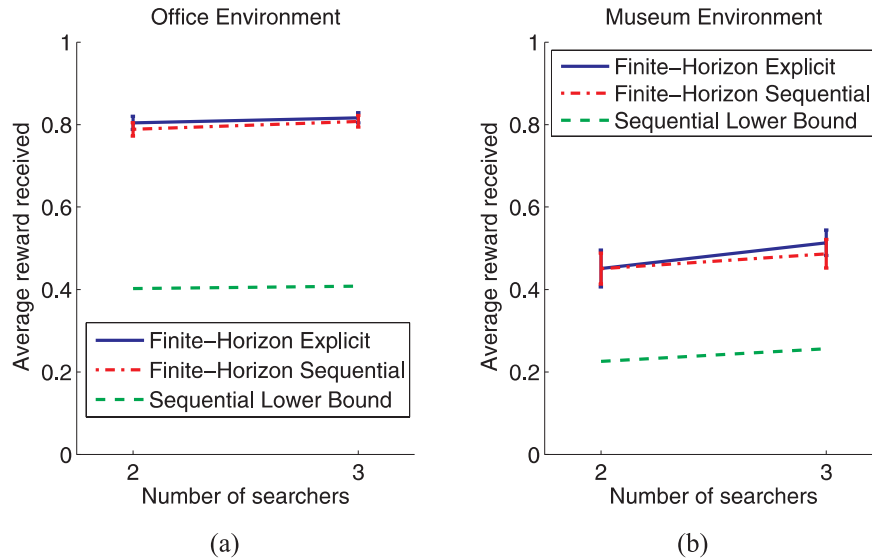 Office Environment
Average reward received
1
0.8
0.6
0.4
0.2
0
Finite-Horizon Explicit
Finite-Horizon Sequential
Sequential Lower Bound
2
3
Number of searchers
(a)
Museum Environment
Average reward received
1
0.8
0.6
0.4
0.2
0
Finite-Horizon Explicit
Finite-Horizon Sequential
Sequential Lower Bound
2
3
Number of searchers
(b)